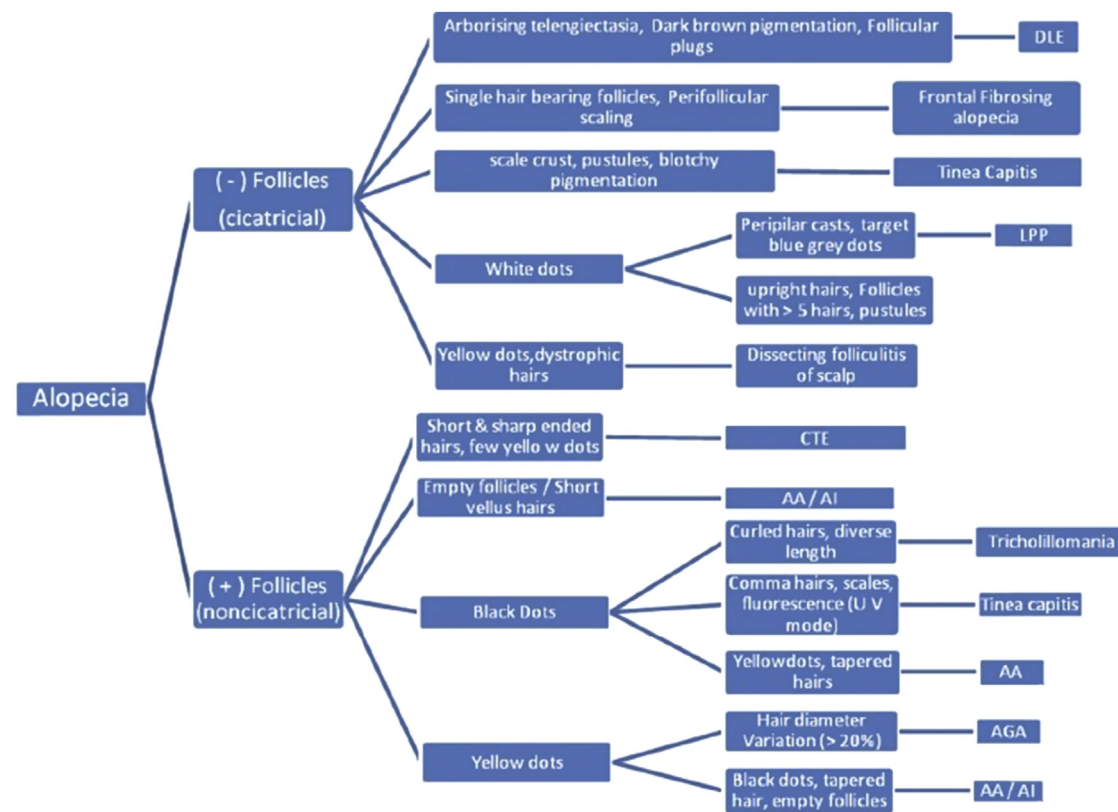 Alopecia
( - ) Follicles
(cicatricial)
Arborising telengiectasia, Dark brown pigmentation, Follicular
plugs
DLE
Single hair bearing follicles, Perifollicular
scaling
Frontal Fibrosing
alopecia
scale crust, pustules, blotchy
pigmentation
Tinea Capitis
White dots
Peripilar casts, target
blue grey dots
LPP
upright hairs, Follicles
with > 5 hairs, pustules
Yellow dots,dystrophic
hairs
Dissecting folliculitis
of scalp
( + ) Follicles
(noncicatricial)
Short & sharp ended
hairs, few yello w dots
CTE
Empty follicles / Short
vellus hairs
AA / AI
Black Dots
Curled hairs, diverse
length
Tricholillomania
Comma hairs, scales,
fluorescence (U V
mode)
Tinea capitis
Yellowdots, tapered
hairs
AA
Yellow dots
Hair diameter
Variation (> 20%)
AGA
Black dots, tapered
hair, empty follicles
AA / AI